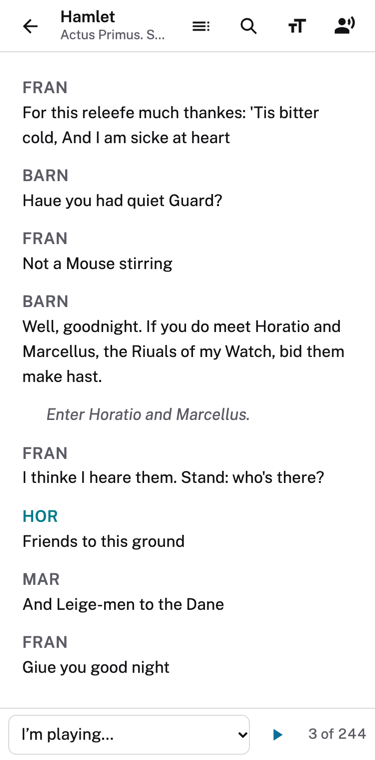 Hamlet
Actus Primus. S...
FRAN
For this releefe much thankes: 'Tis bitter
cold, And I am sicke at heart
BARN
Haue you had quiet Guard?
FRAN
Not a Mouse stirring
BARN
Well, goodnight. If you do meet Horatio and
Marcellus, the Riuals of my Watch, bid them
make hast.
Enter Horatio and Marcellus.
FRAN
I thinke I heare them. Stand: who's there?
HOR
Friends to this ground
MAR
And Leige-men to the Dane
FRAN
Giue you good night
I'm playing... 3 of 244